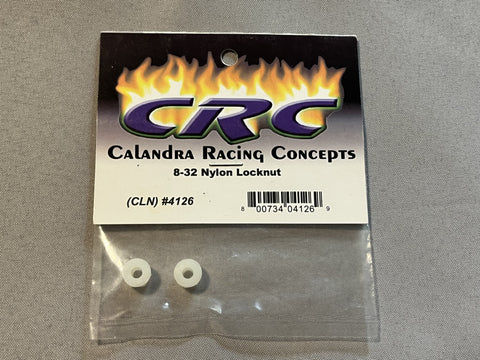 CRC
Calandra Racing Concepts
8-32 Nylon Locknut
(CLN) #4126
8 00734 04126 9